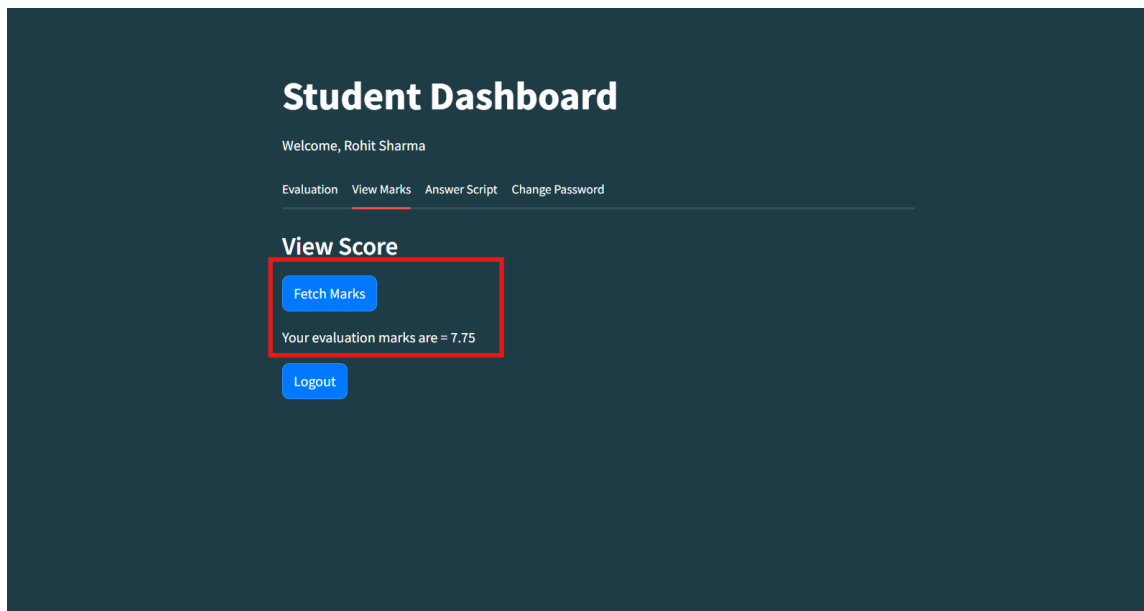 Student Dashboard
Welcome, Rohit Sharma
Evaluation View Marks Answer Script Change Password
View Score
Fetch Marks
Your evaluation marks are = 7.75
Logout